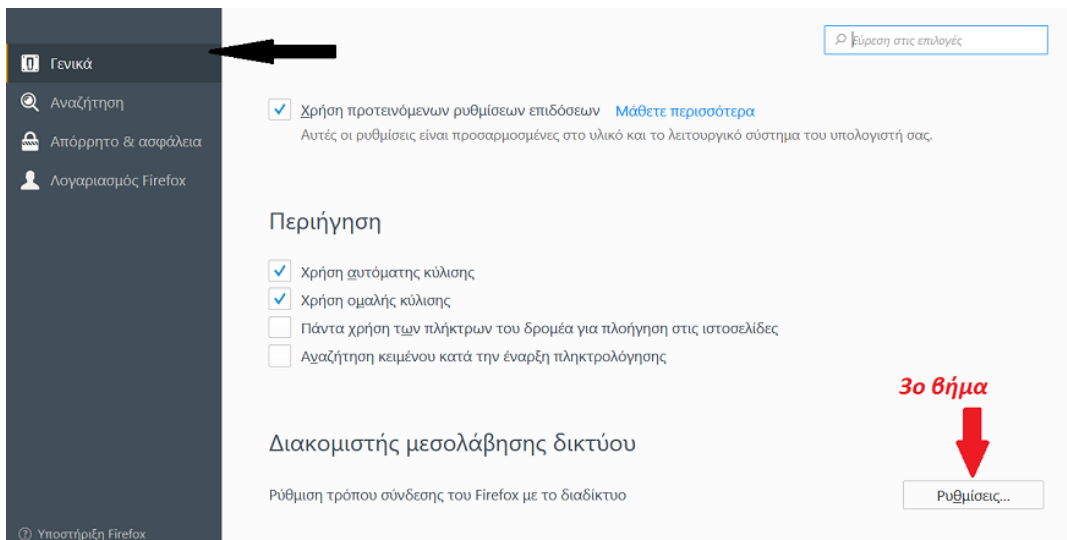 Εύρεση στις επιλογές
Γενικά
Αναζήτηση
Απόρρητο & ασφάλεια
Λογαριασμός Firefox
Χρήση προτεινόμενων ρυθμίσεων επιδόσεων Μάθετε περισσότερα
Αυτές οι ρυθμίσεις είναι προσαρμοσμένες στο υλικό και το λειτουργικό σύστημα του υπολογιστή σας.
Περιήγηση
Χρήση αυτόματης κύλισης
Χρήση ομαλής κύλισης
Πάντα χρήση των πλήκτρων του δρομέα για πλοήγηση στις ιστοσελίδες
Αναζήτηση κειμένου κατά την έναρξη πληκτρολόγησης
3ο βήμα
Διακομιστής μεσολάβησης δικτύου
Ρύθμιση τρόπου σύνδεσης του Firefox με το διαδίκτυο
Ρυθμίσεις...
Υποστήριξη Firefox